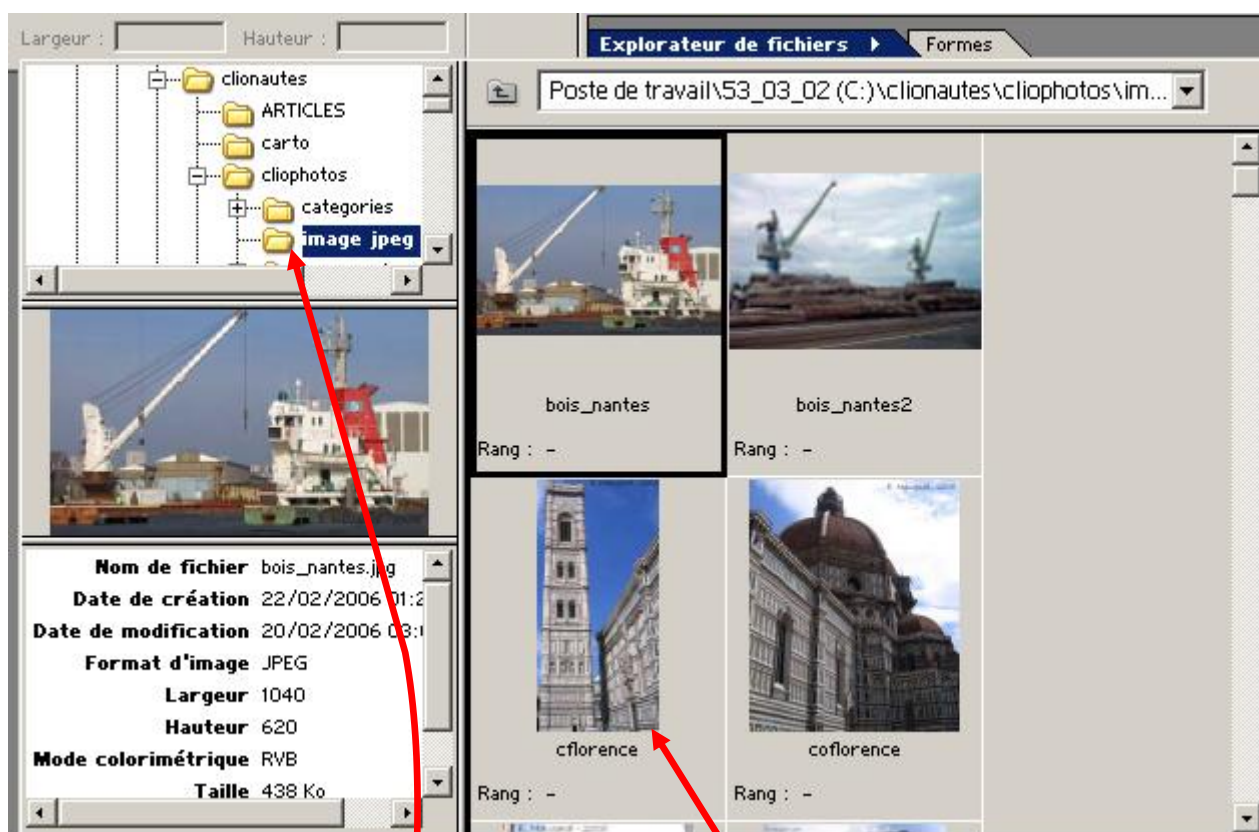 Largeur :
Hauteur :
Explorateur de fichiers
Formes
clionautes
ARTICLES
carto
cliophotos
categories
image jpeg
Poste de travail\53_03_02 (C:)\clionautes\cliophotos\im...
bois_nantes
Rang : -
bois_nantes2
Rang : -
cflorence
Rang : -
coflorence
Rang : -
Nom de fichier bois_nantes.jpg
Date de création 22/02/2006 01:2
Date de modification 20/02/2006 03:
Format d'image JPEG
Largeur 1040
Hauteur 620
Mode colorimétrique RVB
Taille 438 Ko